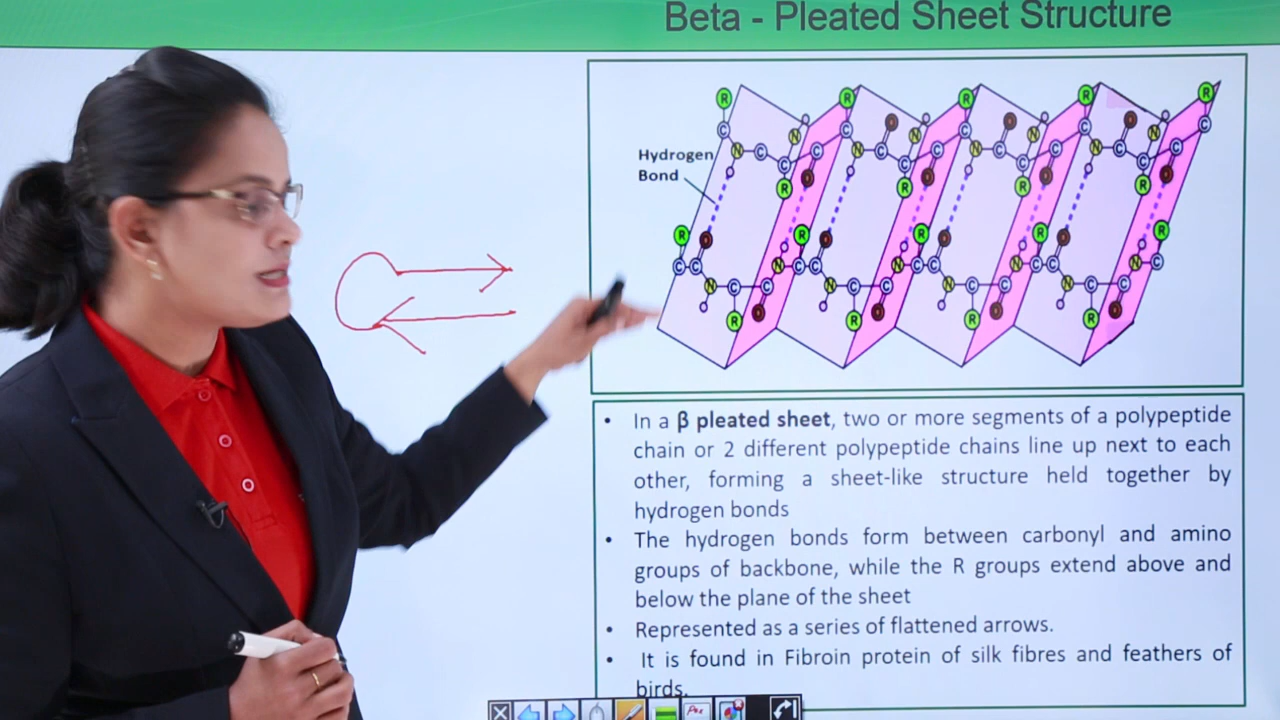 Beta - Pleated Sheet Structure
Hydrogen
Bond
R R R R R
C N C C N C
O
R
• In a β pleated sheet, two or more segments of a polypeptide
chain or 2 different polypeptide chains line up next to each
other, forming a sheet-like structure held together by
hydrogen bonds
• The hydrogen bonds form between carbonyl and amino
groups of backbone, while the R groups extend above and
below the plane of the sheet
• Represented as a series of flattened arrows.
• It is found in Fibroin protein of silk fibres and feathers of
birds.